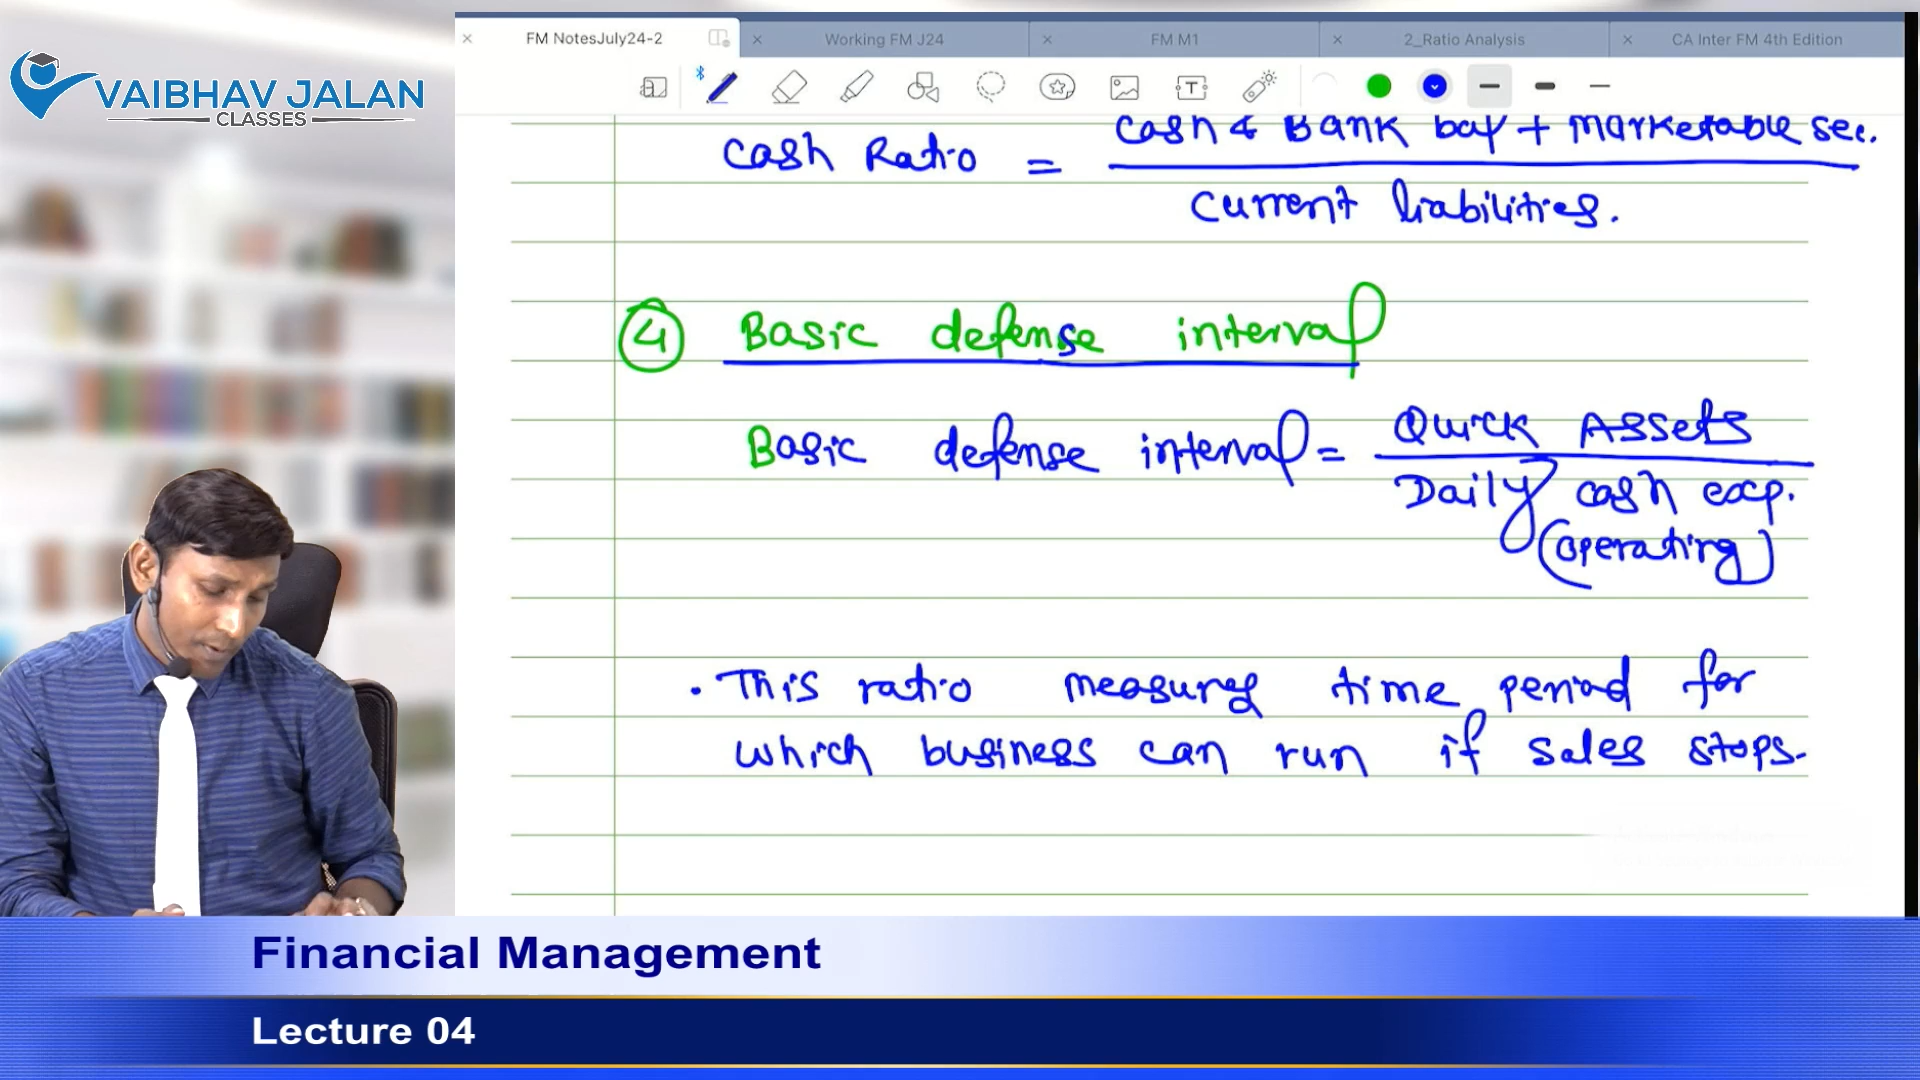 VAIBHAV JALAN
CLASSES
FM NotesJuly24-2
Working FM J24
FM M1
2_Ratio Analysis
CA Inter FM 4th Edition
Cash & Bank bal + Marketable sec.
Cash Ratio =
Current liabilities.
4 Basic defense interval
Quick Assets
Basic defense interval =
Daily cash exp.
(operating)
• This ratio measures time period for
which business can run if sales stops.
Financial Management
Lecture 04